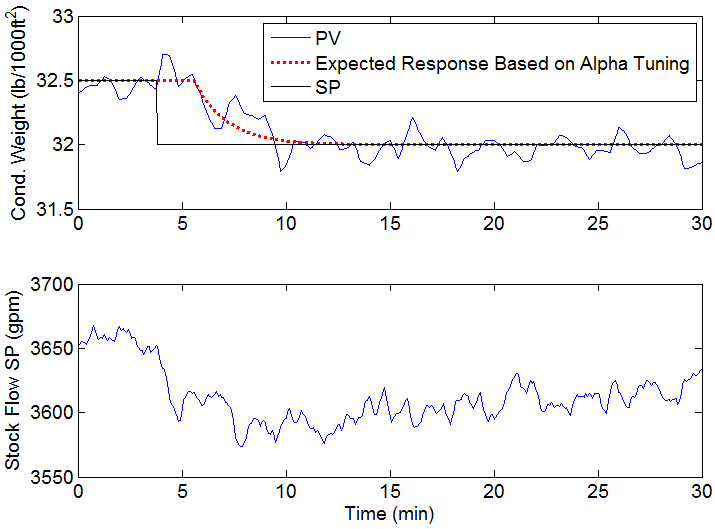 33
32.5
32
31.5
Cond. Weight (lb/1000ft²)
PV
Expected Response Based on Alpha Tuning
SP
0 5 10 15 20 25 30
3700
3650
3600
3550
Stock Flow SP (gpm)
0 5 10 15 20 25 30
Time (min)